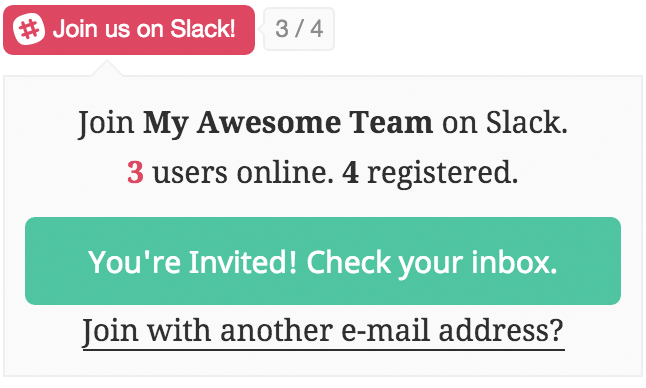 Join us on Slack! 3 / 4
Join My Awesome Team on Slack.
3 users online. 4 registered.
You're Invited! Check your inbox.
Join with another e-mail address?